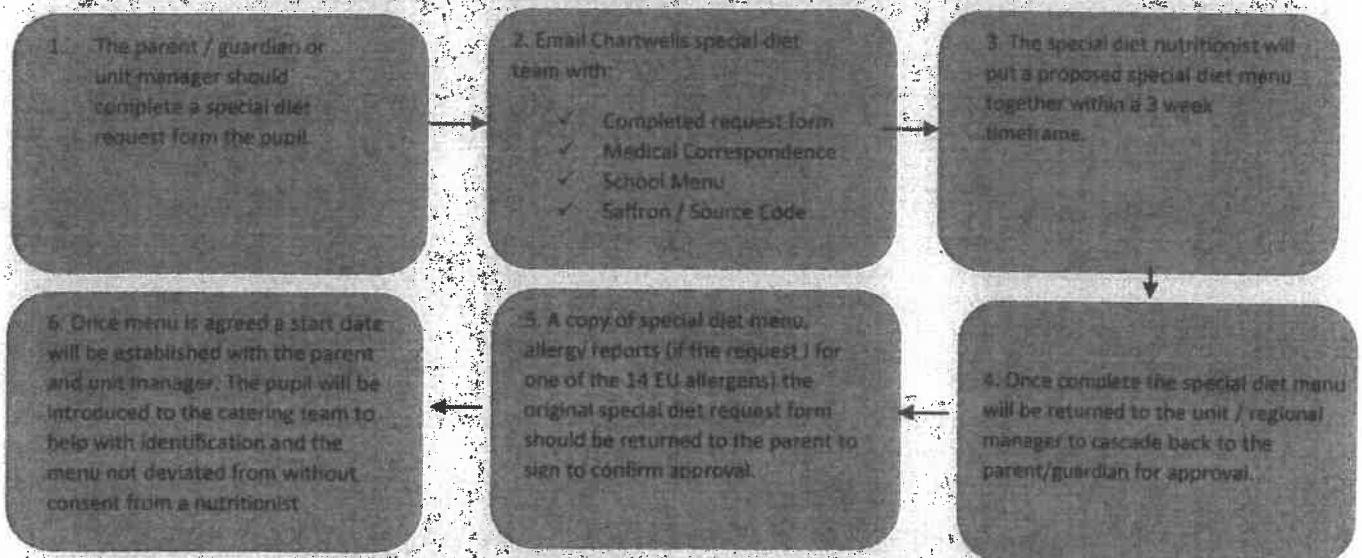 1. The parent / guardian or
unit manager should
complete a special diet
request form the pupil.
2. Email Chartwells special diet
team with:
✓ Completed request form
✓ Medical Correspondence
✓ School Menu
✓ Saffron / Source Code
3. The special diet nutritionist will
put a proposed special diet menu
together within a 3 week
timeframe.
4. Once complete the special diet menu
will be returned to the unit / regional
manager to cascade back to the
parent/guardian for approval.
5. A copy of special diet menu,
allergy reports (if the request ) for
one of the 14 EU allergens) the
original special diet request form
should be returned to the parent to
sign to confirm approval.
6. Once menu is agreed a start date
will be established with the parent
and unit manager. The pupil will be
introduced to the catering team to
help with identification and the
menu not deviated from without
consent from a nutritionist